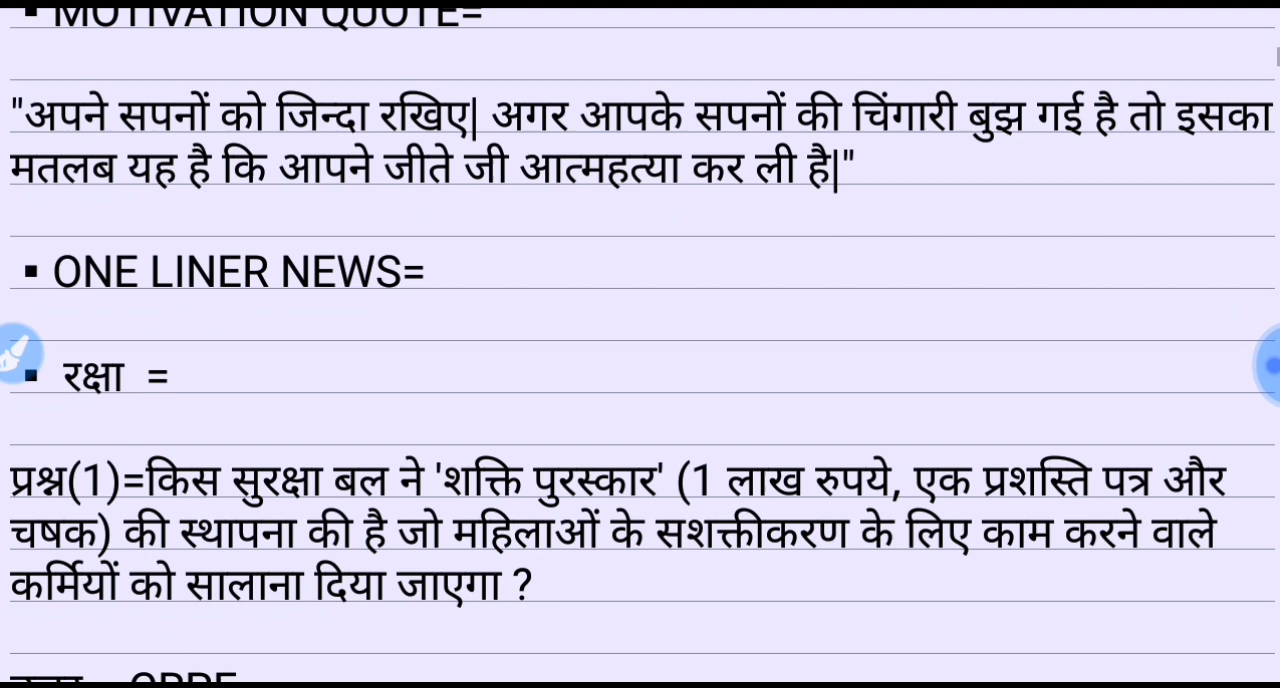 ▪ MOTIVATION QUOTE=
"अपने सपनों को जिन्दा रखिए| अगर आपके सपनों की चिंगारी बुझ गई है तो इसका
मतलब यह है कि आपने जीते जी आत्महत्या कर ली है|"
▪ ONE LINER NEWS=
▪ रक्षा =
प्रश्न(1)=किस सुरक्षा बल ने 'शक्ति पुरस्कार' (1 लाख रुपये, एक प्रशस्ति पत्र और
चषक) की स्थापना की है जो महिलाओं के सशक्तीकरण के लिए काम करने वाले
कर्मियों को सालाना दिया जाएगा ?